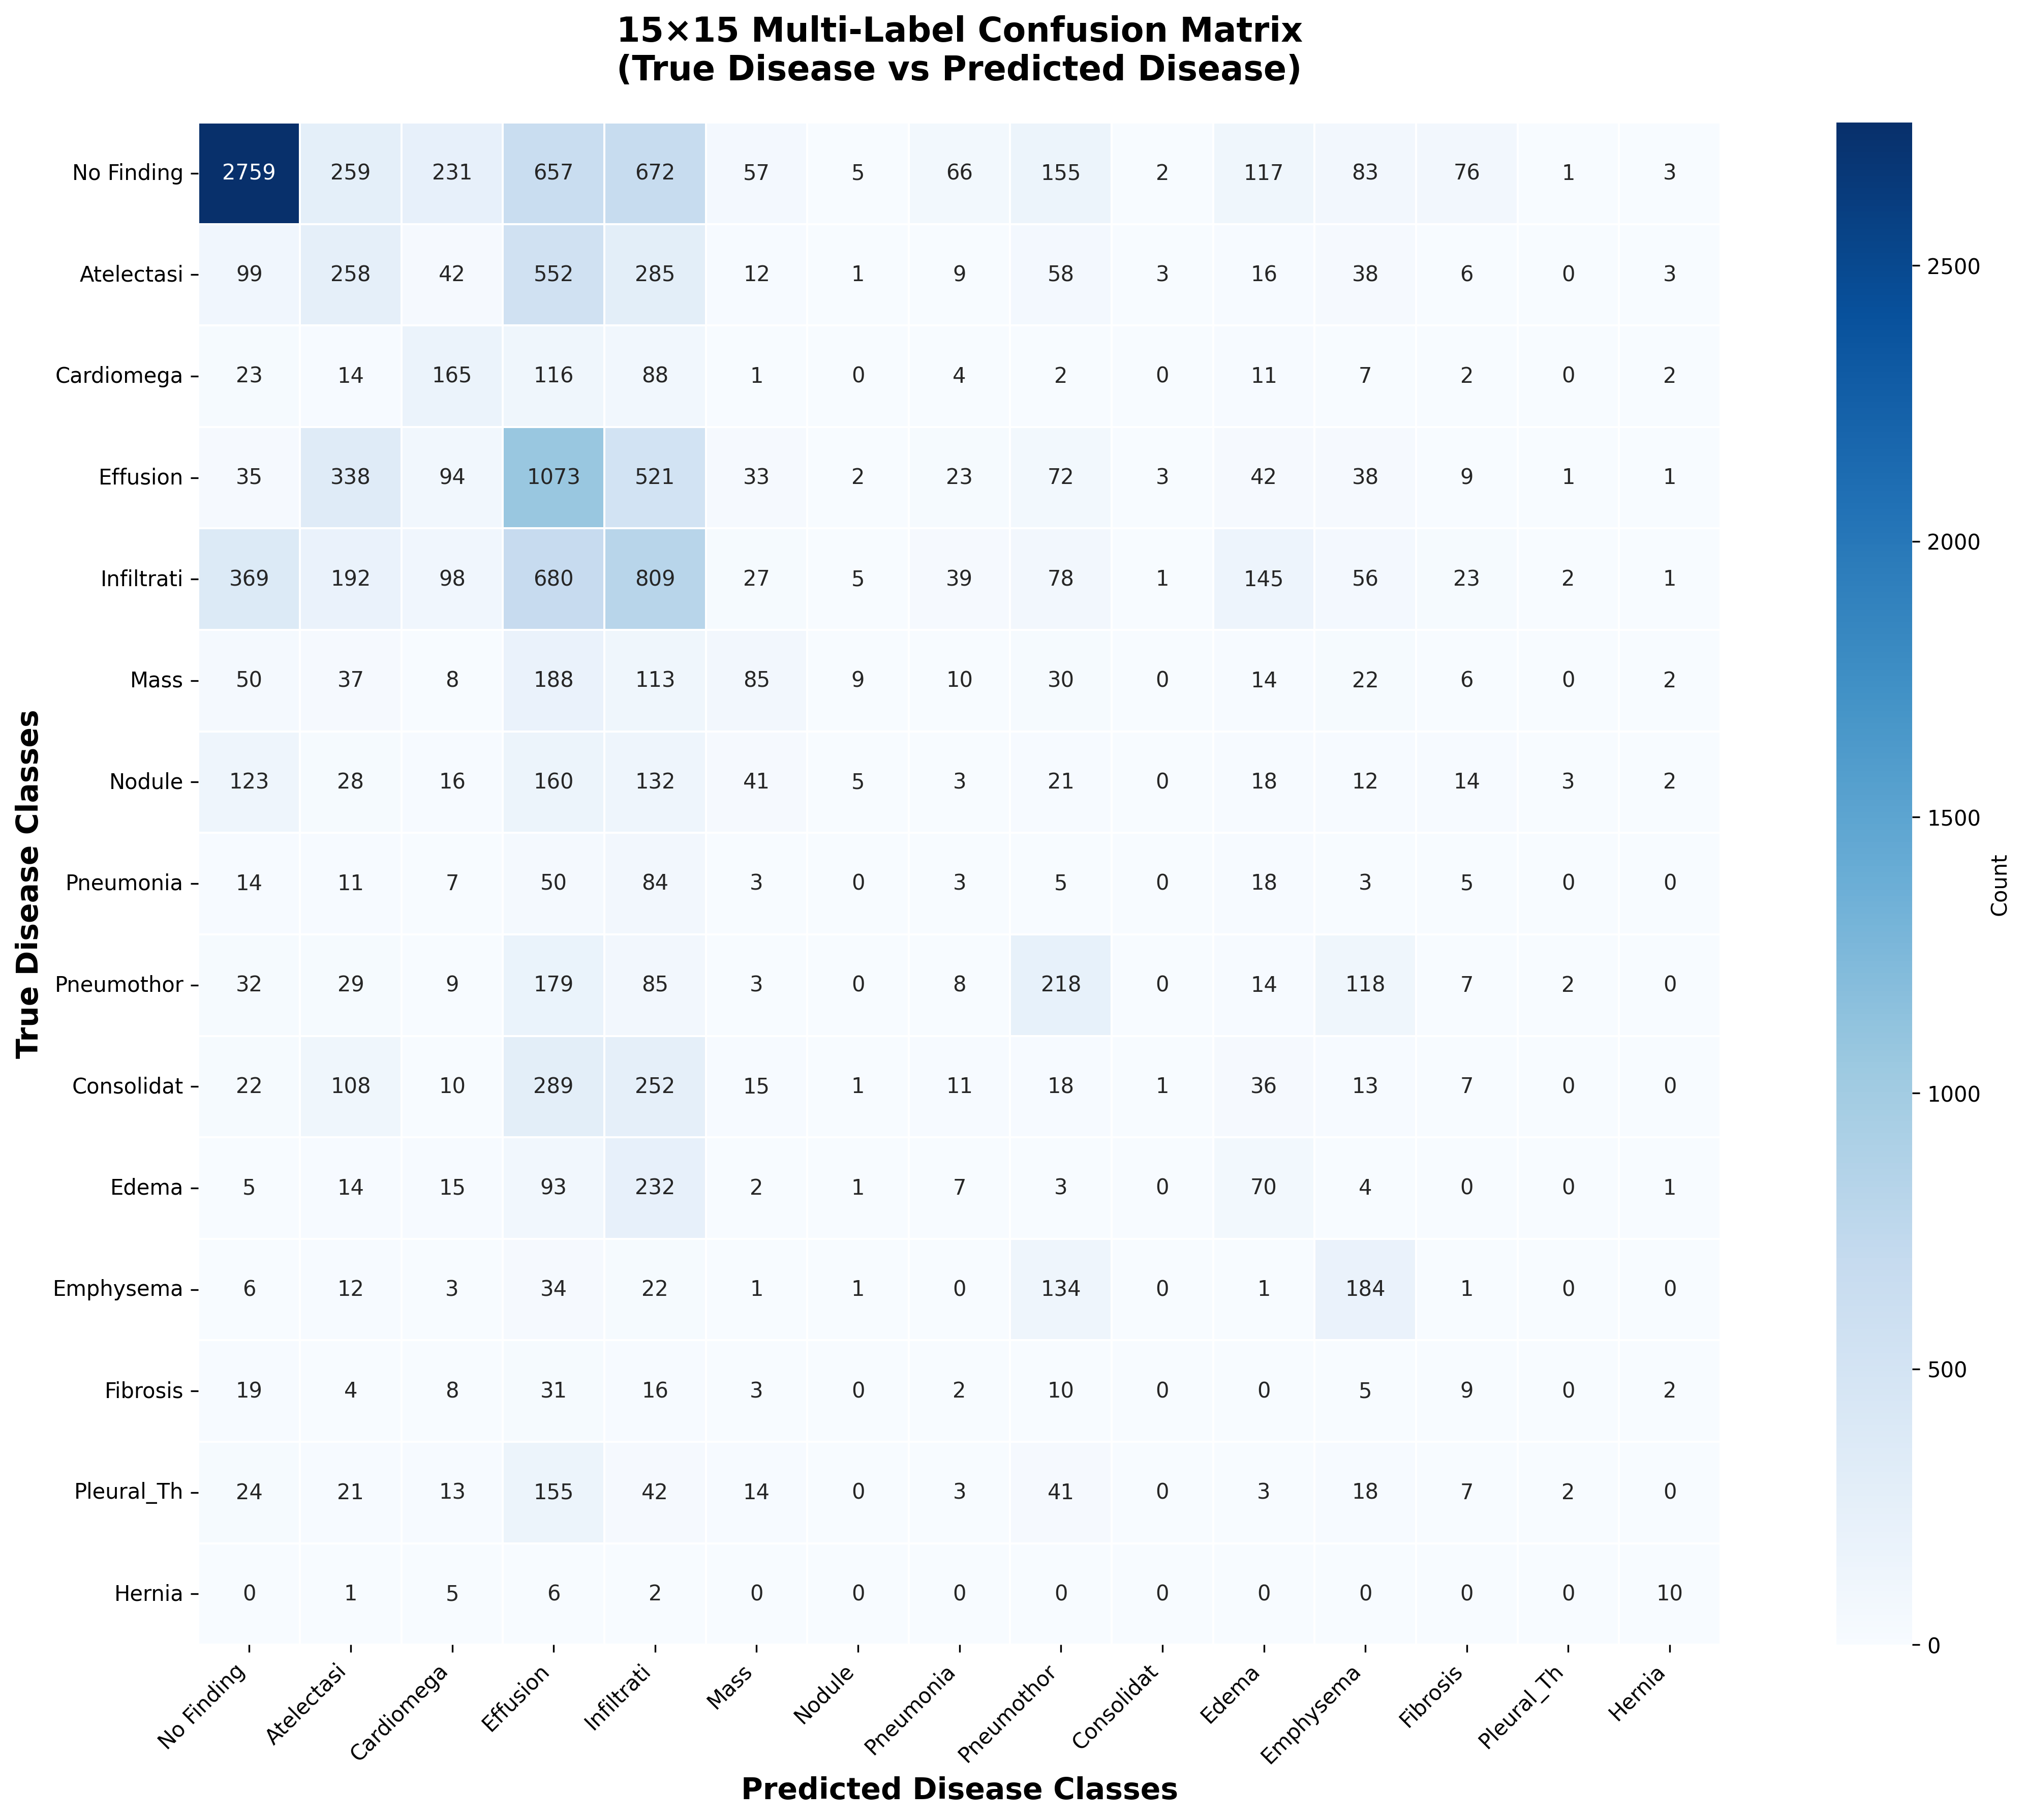 15×15 Multi-Label Confusion Matrix
(True Disease vs Predicted Disease)
True Disease Classes
No Finding 2759 259 231 657 672 57 5 66 155 2 117 83 76 1 3
Atelectasi 99 258 42 552 285 12 1 9 58 3 16 38 6 0 3
Cardiomega 23 14 165 116 88 1 0 4 2 0 11 7 2 0 2
Effusion 35 338 94 1073 521 33 2 23 72 3 42 38 9 1 1
Infiltrati 369 192 98 680 809 27 5 39 78 1 145 56 23 2 1
Mass 50 37 8 188 113 85 9 10 30 0 14 22 6 0 2
Nodule 123 28 16 160 132 41 5 3 21 0 18 12 14 3 2
Pneumonia 14 11 7 50 84 3 0 3 5 0 18 3 5 0 0
Pneumothor 32 29 9 179 85 3 0 8 218 0 14 118 7 2 0
Consolidat 22 108 10 289 252 15 1 11 18 1 36 13 7 0 0
Edema 5 14 15 93 232 2 1 7 3 0 70 4 0 0 1
Emphysema 6 12 3 34 22 1 1 0 134 0 1 184 1 0 0
Fibrosis 19 4 8 31 16 3 0 2 10 0 0 5 9 0 2
Pleural_Th 24 21 13 155 42 14 0 3 41 0 3 18 7 2 0
Hernia 0 1 5 6 2 0 0 0 0 0 0 0 0 0 10
No Finding Atelectasi Cardiomega Effusion Infiltrati Mass Nodule Pneumonia Pneumothor Consolidat Edema Emphysema Fibrosis Pleural_Th Hernia
Predicted Disease Classes
2500
2000
1500
1000
500
0
Count